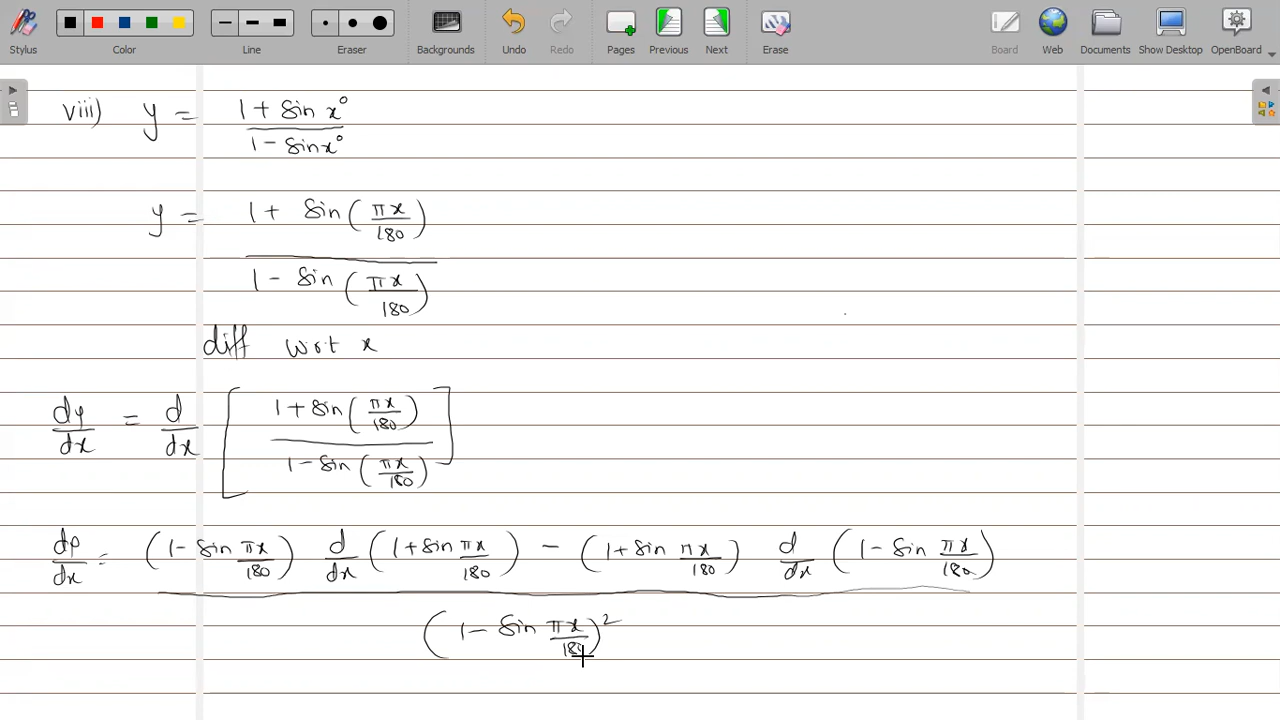 Stylus Color Line Eraser Backgrounds Undo Redo Pages Previous Next Erase Board Web Documents Show Desktop OpenBoard
viii) y = (1 + sin x°)/(1 - sin x°)
y = (1 + sin(πx/180))/(1 - sin(πx/180))
diff wrt x
dy/dx = d/dx [(1 + sin(πx/180))/(1 - sin(πx/180))]
dy/dx = ((1 - sin πx/180) d/dx (1 + sin πx/180) - (1 + sin πx/180) d/dx (1 - sin πx/180))/(1 - sin πx/180)²